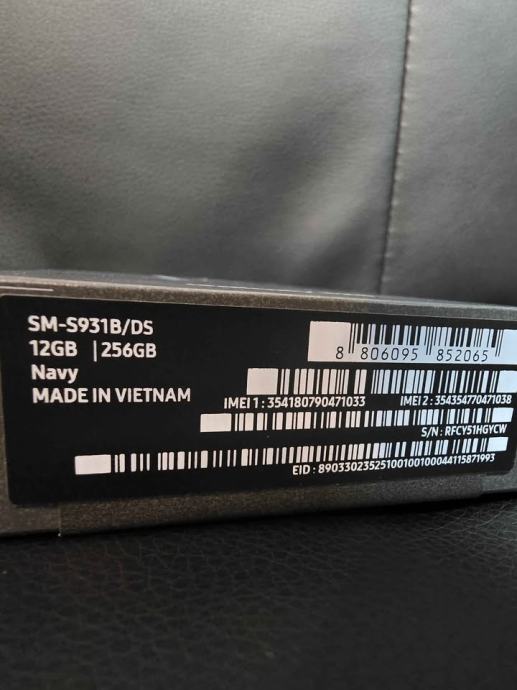 SM-S931B/DS
12GB | 256GB
Navy
MADE IN VIETNAM
8 806095 852065
IMEI 1 : 354180790471033
IMEI 2 : 354354770471038
S/N : RFCY51HGYCW
EID : 89033023525100100100044115871993